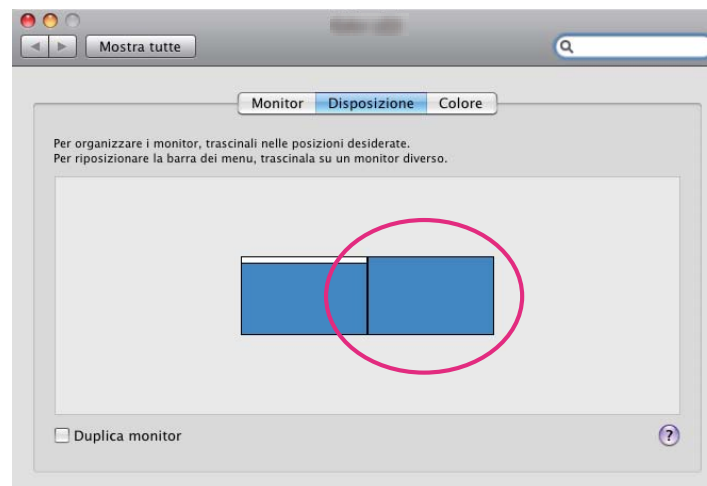 Mostra tutte
Monitor Disposizione Colore
Per organizzare i monitor, trascinali nelle posizioni desiderate.
Per riposizionare la barra dei menu, trascinala su un monitor diverso.
Duplica monitor
?